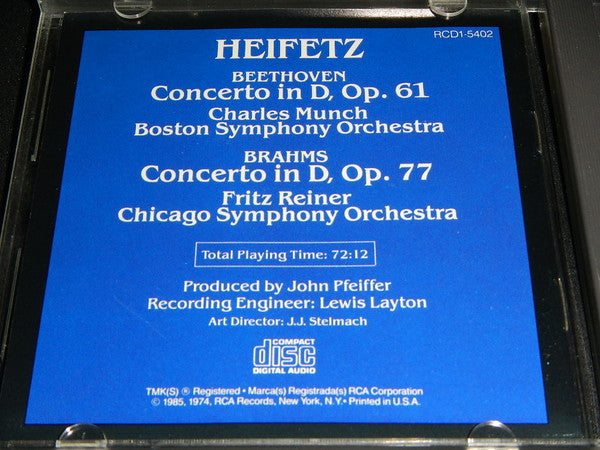 RCD1-5402
HEIFETZ
BEETHOVEN
Concerto in D, Op. 61
Charles Munch
Boston Symphony Orchestra
BRAHMS
Concerto in D, Op. 77
Fritz Reiner
Chicago Symphony Orchestra
Total Playing Time: 72:12
Produced by John Pfeiffer
Recording Engineer: Lewis Layton
Art Director: J.J. Stelmach
COMPACT
disc
DIGITAL AUDIO
TMK(S) ® Registered • Marca(s) Registrada(s) RCA Corporation
© 1985, 1974, RCA Records, New York, N.Y. • Printed in U.S.A.